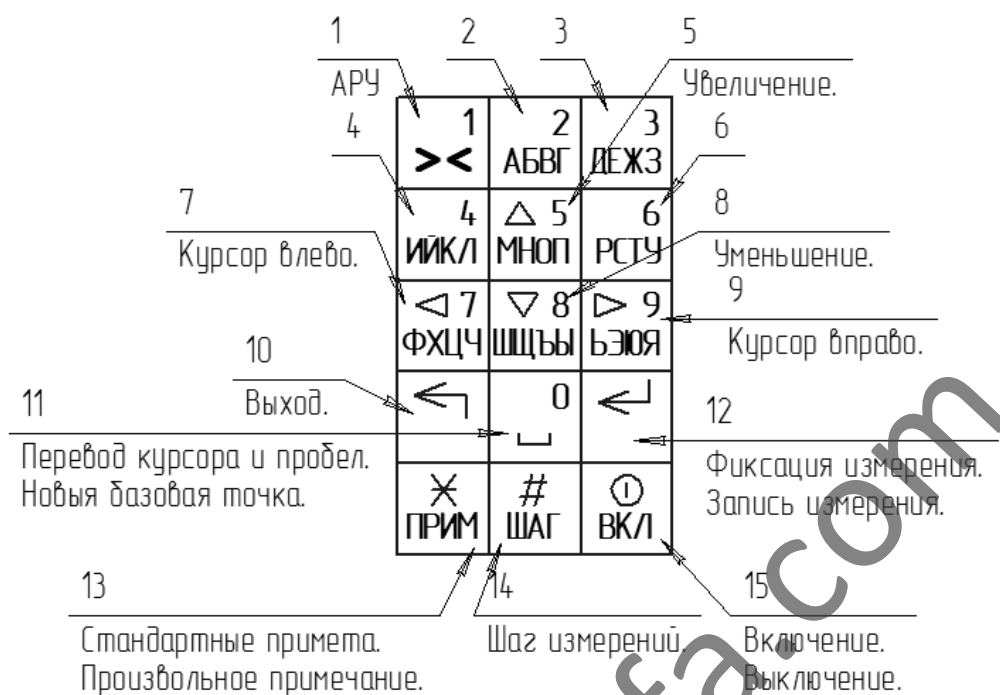 1 2 3 5
АРУ Увеличение.
4 6
1 2 3
>< АБВГ ДЕЖЗ
7 8
Курсор влево. Уменьшение.
4 △ 5 6
ИЙКЛ МНОП РСТУ
9
Курсор вправо.
◁ 7 ▽ 8 ▷ 9
ФХЦЧ ШЩЪЫ ЬЭЮЯ
10
Выход.
0
11 12
Перевод курсора и пробел. Фиксация измерения.
Новыя базовая точка. Запись измерения.
* #
ПРИМ ШАГ ВКЛ
13 14 15
Стандартные примета. Шаг измерений. Включение.
Произвольное примечание. Выключение.
fa.com